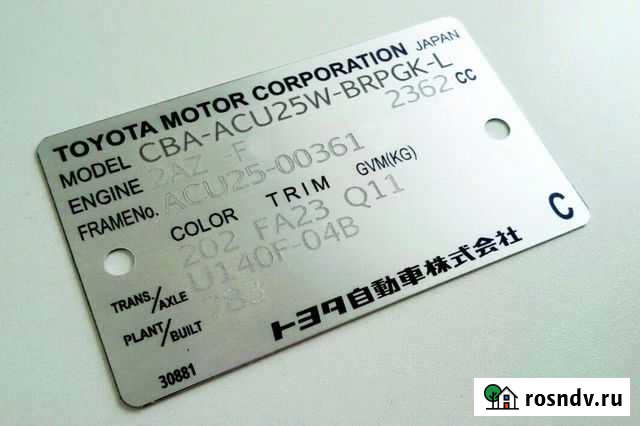 TOYOTA MOTOR CORPORATION JAPAN
MODEL CBA-ACU25W-BRPGK-L
ENGINE 2AZ -F 2362 CC
FRAMENo. ACU25-00361
COLOR TRIM GVM(KG)
202 FA23 Q11
TRANS./AXLE U140F-04B
PLANT/BUILT 783
トヨタ自動車株式会社
C
30881
rosndv.ru